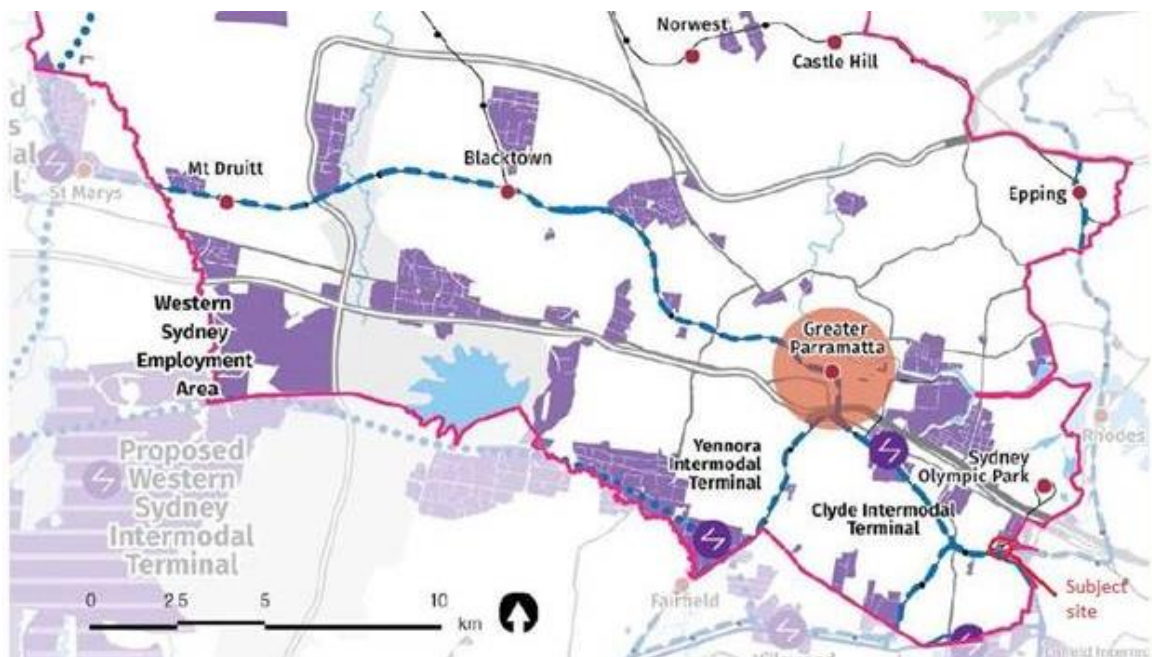 Norwest
Castle Hill
Mt Druitt
Blacktown
St Marys
Epping
Western
Sydney
Employment
Area
Greater
Parramatta
Rhodes
Yennora
Intermodal
Terminal
Sydney
Olympic Park
Clyde Intermodal
Terminal
Proposed
Western
Sydney
Intermodal
Terminal
Fairfield
Subject
site
0 2.5 5 10
km